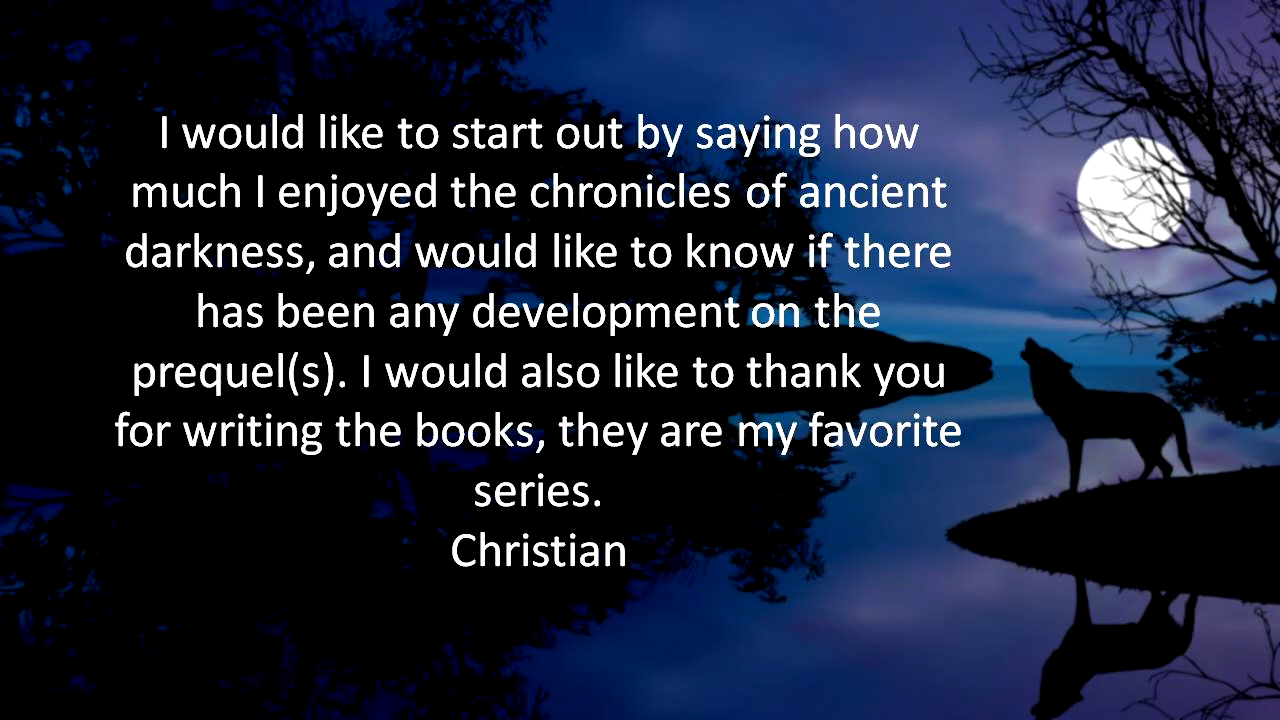 I would like to start out by saying how
much I enjoyed the chronicles of ancient
darkness, and would like to know if there
has been any development on the
prequel(s). I would also like to thank you
for writing the books, they are my favorite
series.
Christian